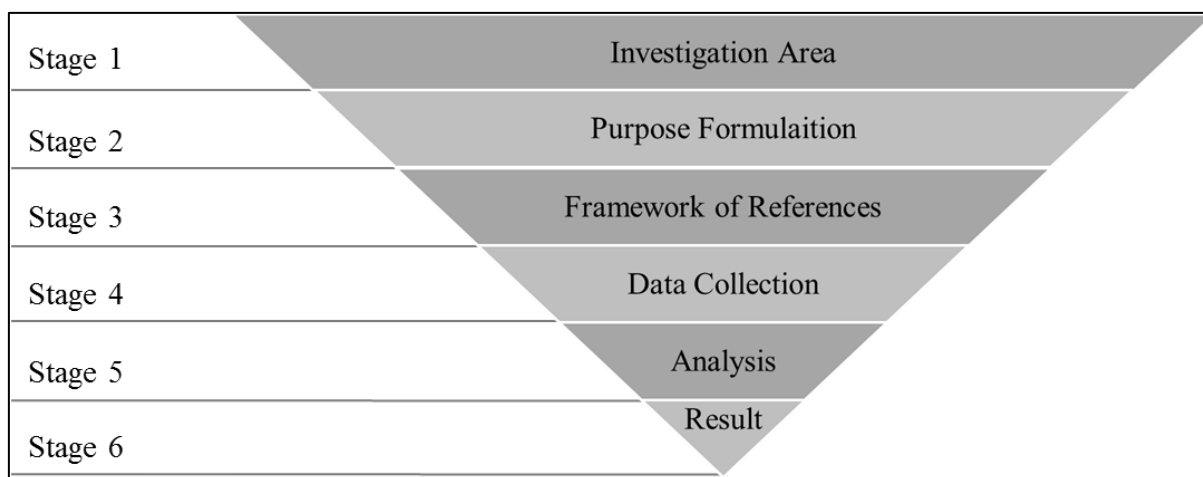 Stage 1
Investigation Area
Stage 2
Purpose Formulaition
Stage 3
Framework of References
Stage 4
Data Collection
Stage 5
Analysis
Stage 6
Result